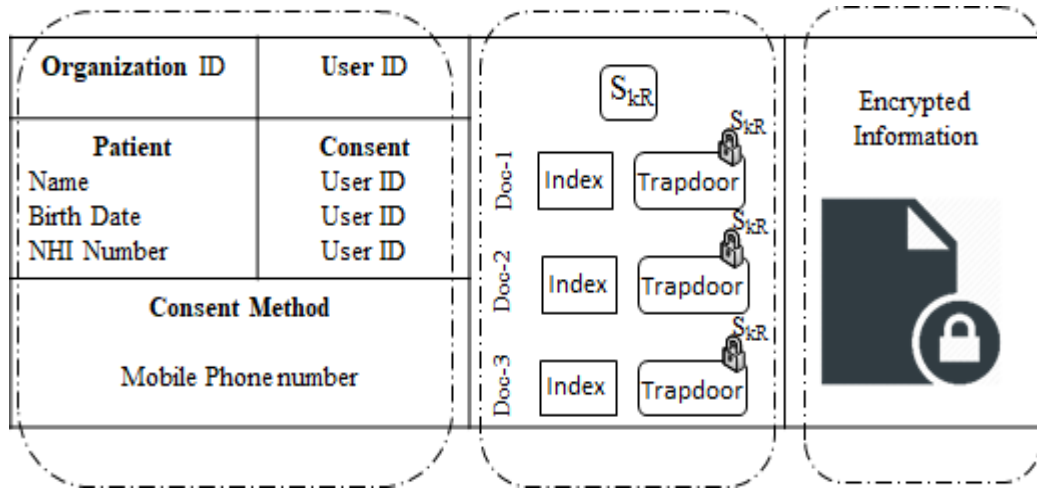 Organization ID
User ID
Patient
Consent
Name
User ID
Birth Date
User ID
NHI Number
User ID
Consent Method
Mobile Phone number
SkR
SkR
Doc-1
Index
Trapdoor
SkR
Doc-2
Index
Trapdoor
SkR
Doc-3
Index
Trapdoor
Encrypted
Information